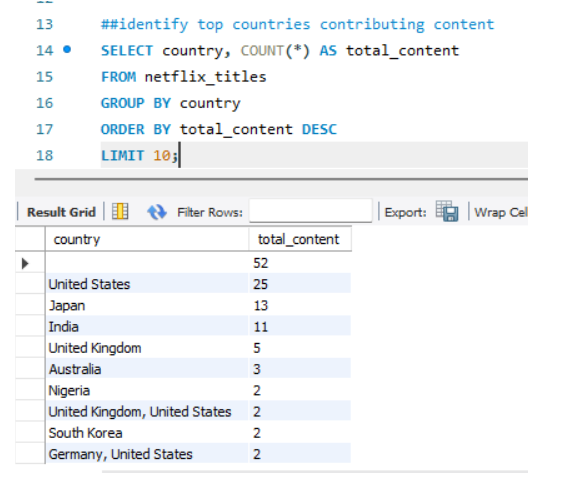 13 ##identify top countries contributing content
14 SELECT country, COUNT(*) AS total_content
15 FROM netflix_titles
16 GROUP BY country
17 ORDER BY total_content DESC
18 LIMIT 10;
Result Grid Filter Rows: Export: Wrap Cel
country total_content
52
United States 25
Japan 13
India 11
United Kingdom 5
Australia 3
Nigeria 2
United Kingdom, United States 2
South Korea 2
Germany, United States 2